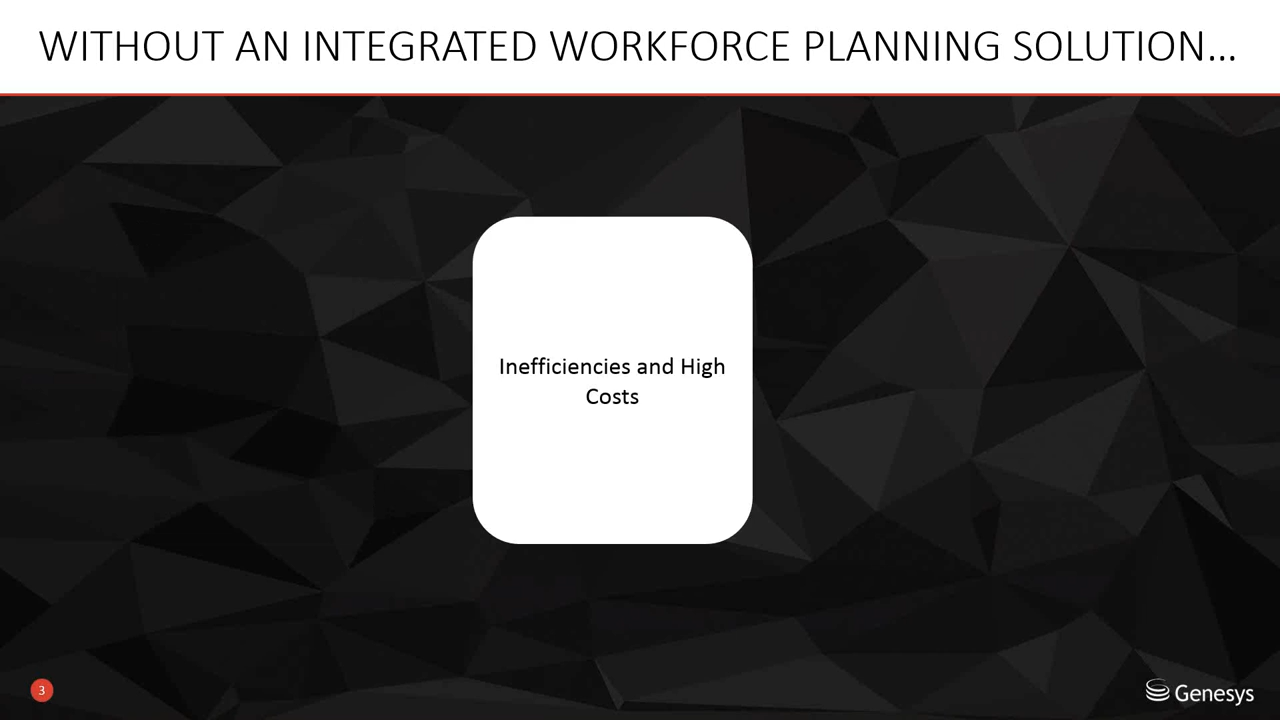 WITHOUT AN INTEGRATED WORKFORCE PLANNING SOLUTION...
Inefficiencies and High
Costs
3
Genesys